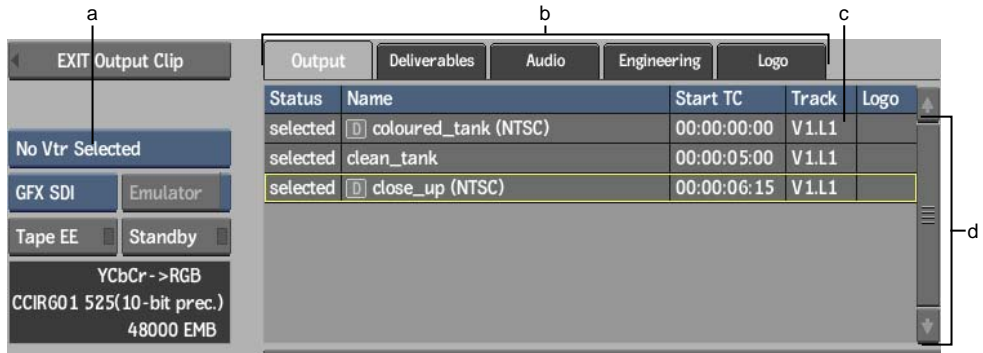 a b c
EXIT Output Clip
Output Deliverables Audio Engineering Logo
Status Name Start TC Track Logo
selected D coloured_tank (NTSC) 00:00:00:00 V1.L1
No Vtr Selected
selected clean_tank 00:00:05:00 V1.L1
GFX SDI Emulator
selected D close_up (NTSC) 00:00:06:15 V1.L1
Tape EE Standby
d
YCbCr->RGB
CCIR601 525(10-bit prec.)
48000 EMB